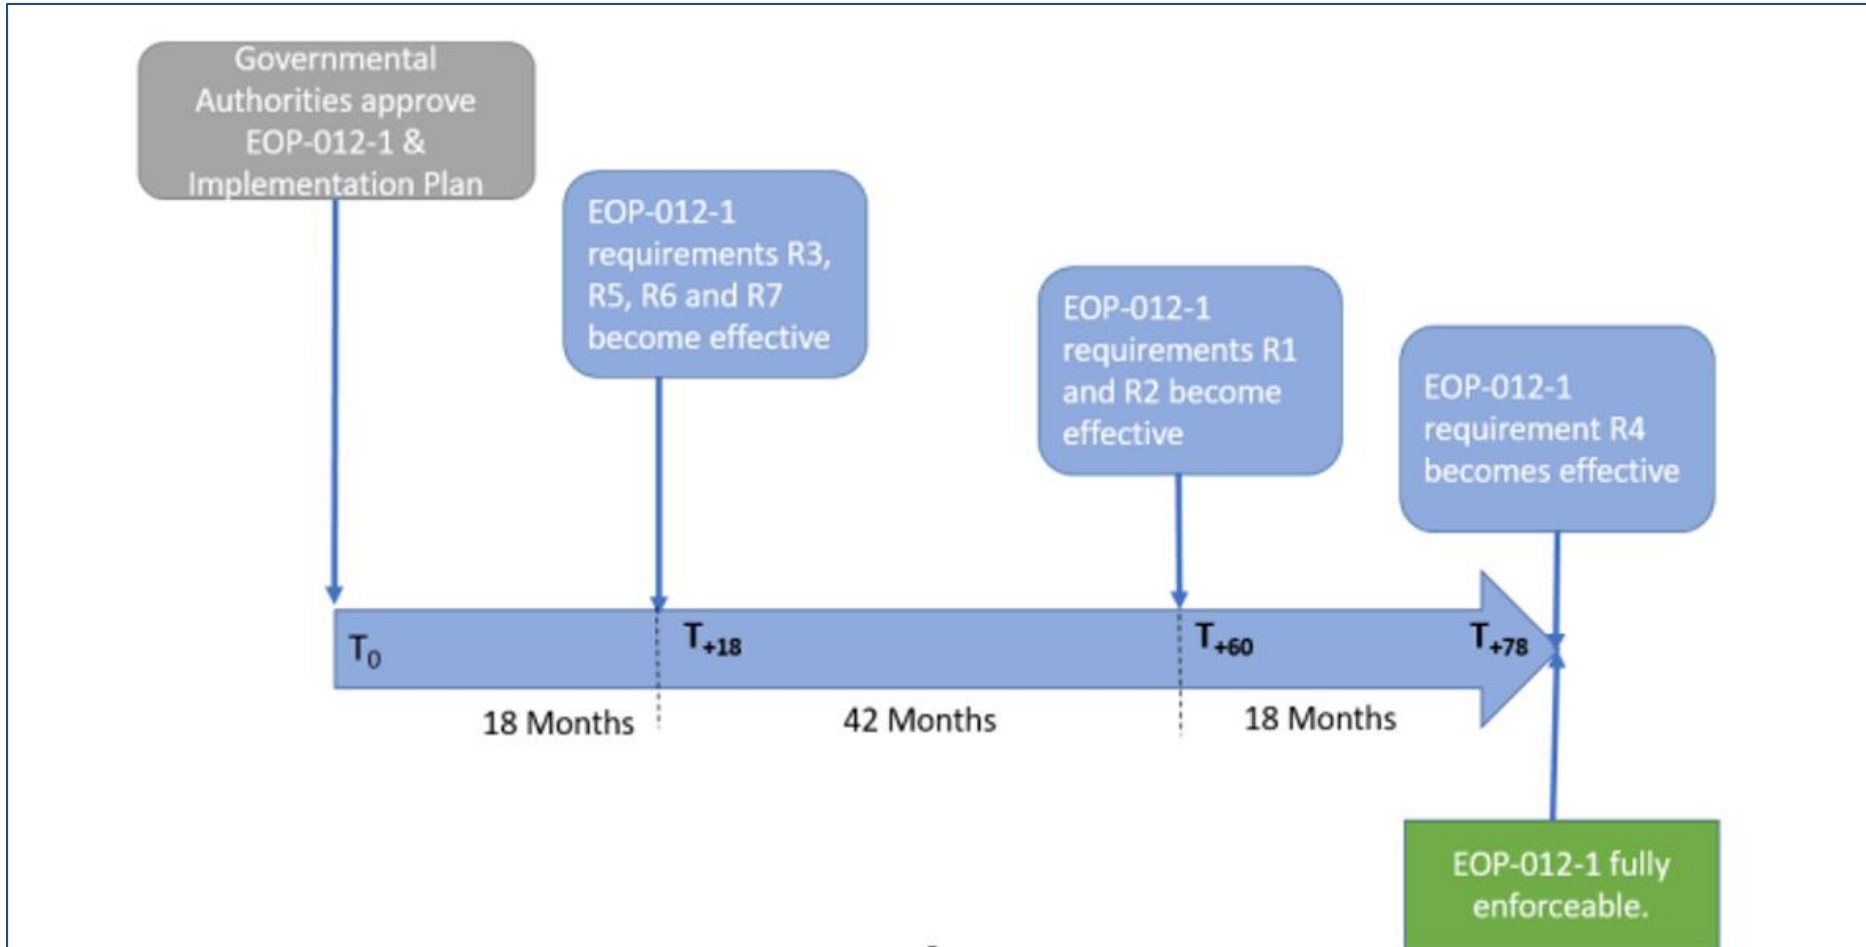 Governmental
Authorities approve
EOP-012-1 &
Implementation Plan
EOP-012-1
requirements R3,
R5, R6 and R7
become effective
EOP-012-1
requirements R1
and R2 become
effective
EOP-012-1
requirement R4
becomes effective
T0
T+18
T+60
T+78
18 Months
42 Months
18 Months
EOP-012-1 fully
enforceable.